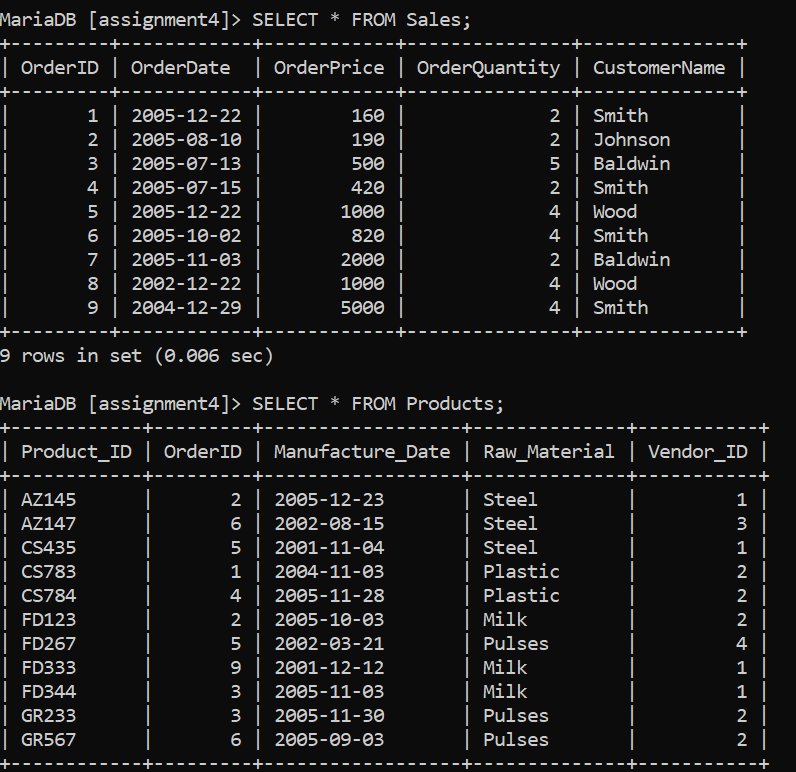 MariaDB [assignment4]> SELECT * FROM Sales;
+---------+------------+------------+---------------+--------------+
| OrderID | OrderDate  | OrderPrice | OrderQuantity | CustomerName |
+---------+------------+------------+---------------+--------------+
|       1 | 2005-12-22 |        160 |             2 | Smith        |
|       2 | 2005-08-10 |        190 |             2 | Johnson      |
|       3 | 2005-07-13 |        500 |             5 | Baldwin      |
|       4 | 2005-07-15 |        420 |             2 | Smith        |
|       5 | 2005-12-22 |       1000 |             4 | Wood         |
|       6 | 2005-10-02 |        820 |             4 | Smith        |
|       7 | 2005-11-03 |       2000 |             2 | Baldwin      |
|       8 | 2002-12-22 |       1000 |             4 | Wood         |
|       9 | 2004-12-29 |       5000 |             4 | Smith        |
+---------+------------+------------+---------------+--------------+
9 rows in set (0.006 sec)

MariaDB [assignment4]> SELECT * FROM Products;
+------------+---------+------------------+--------------+-----------+
| Product_ID | OrderID | Manufacture_Date | Raw_Material | Vendor_ID |
+------------+---------+------------------+--------------+-----------+
| AZ145      |       2 | 2005-12-23       | Steel        |         1 |
| AZ147      |       6 | 2002-08-15       | Steel        |         3 |
| CS435      |       5 | 2001-11-04       | Steel        |         1 |
| CS783      |       1 | 2004-11-03       | Plastic      |         2 |
| CS784      |       4 | 2005-11-28       | Plastic      |         2 |
| FD123      |       2 | 2005-10-03       | Milk         |         2 |
| FD267      |       5 | 2002-03-21       | Pulses       |         4 |
| FD333      |       9 | 2001-12-12       | Milk         |         1 |
| FD344      |       3 | 2005-11-03       | Milk         |         1 |
| GR233      |       3 | 2005-11-30       | Pulses       |         2 |
| GR567      |       6 | 2005-09-03       | Pulses       |         2 |
+------------+---------+------------------+--------------+-----------+